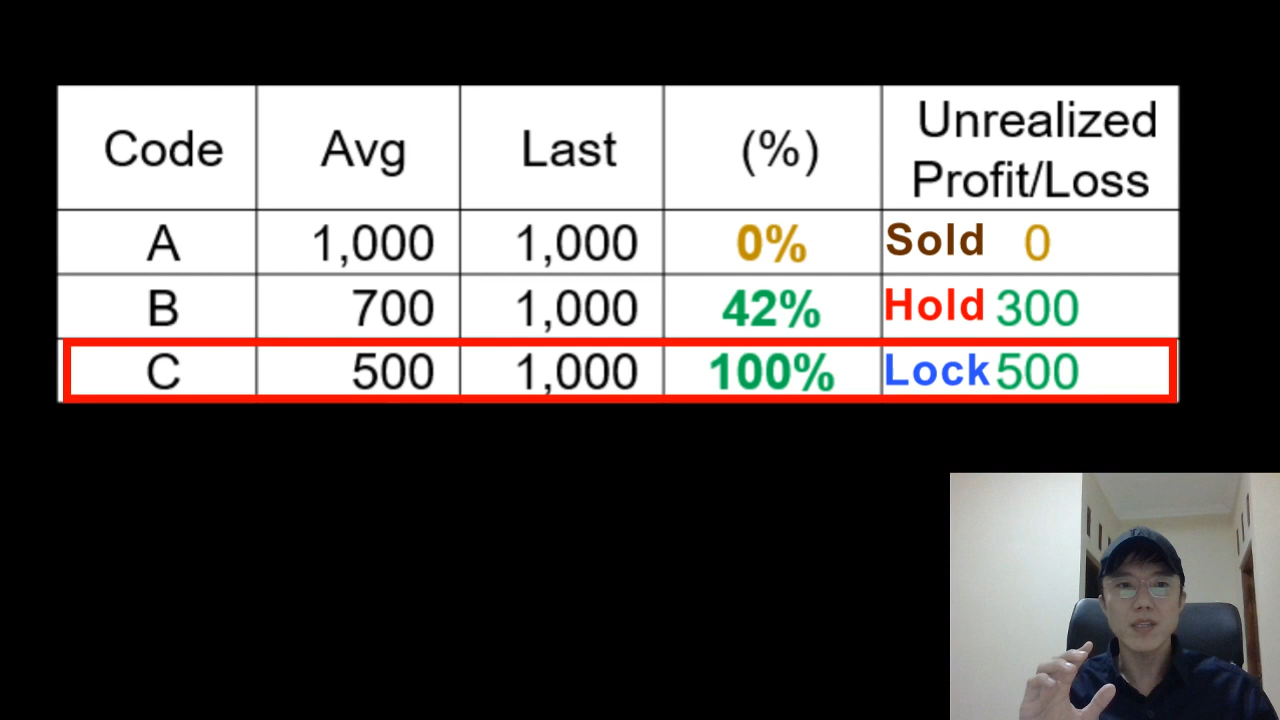 Code Avg Last (%) Unrealized
Profit/Loss
A 1,000 1,000 0% Sold 0
B 700 1,000 42% Hold 300
C 500 1,000 100% Lock 500